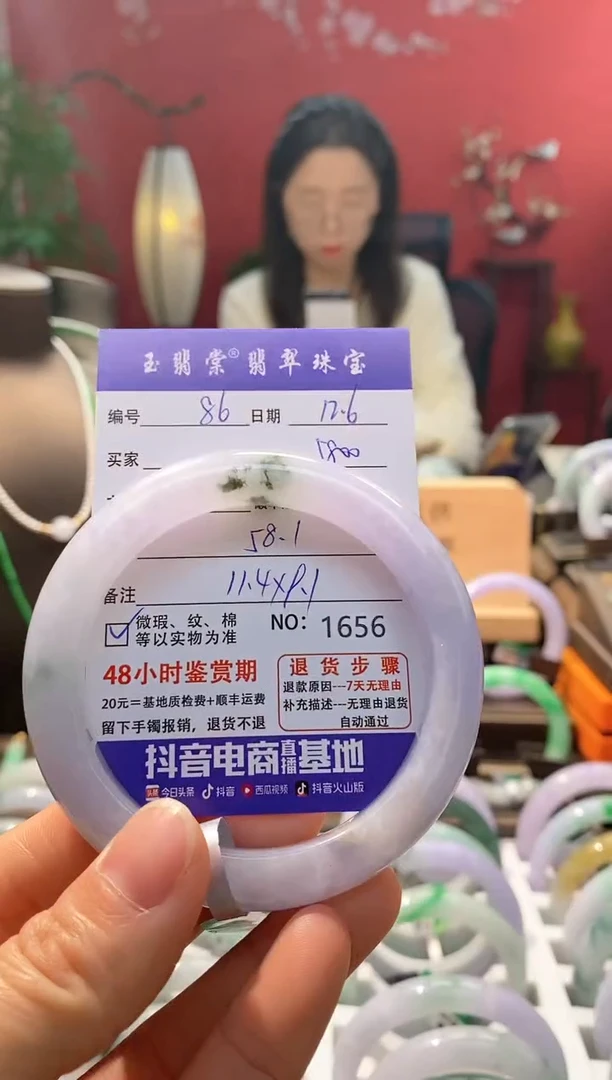 玉翡棠®翡翠珠宝
编号 86 日期 12.6
买家 1800
58.1
备注 11.4×9.1
微瑕、纹、棉 NO: 1656
等以实物为准
48小时鉴赏期
20元=基地质检费+顺丰运费
留下手镯报销，退货不退
退货步骤
退款原因---7天无理由
补充描述---无理由退货
自动通过
抖音电商直播基地
头条 今日头条 抖音 西瓜视频 抖音火山版